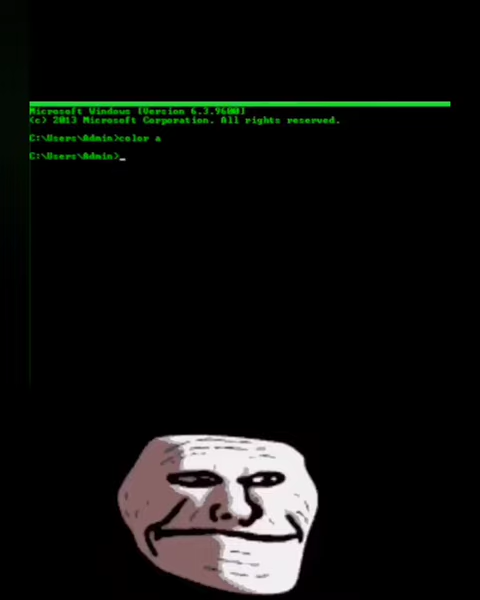 Microsoft Windows [Version 6.3.9600]
(c) 2013 Microsoft Corporation. All rights reserved.
C:\Users\Admin>color a
C:\Users\Admin>_